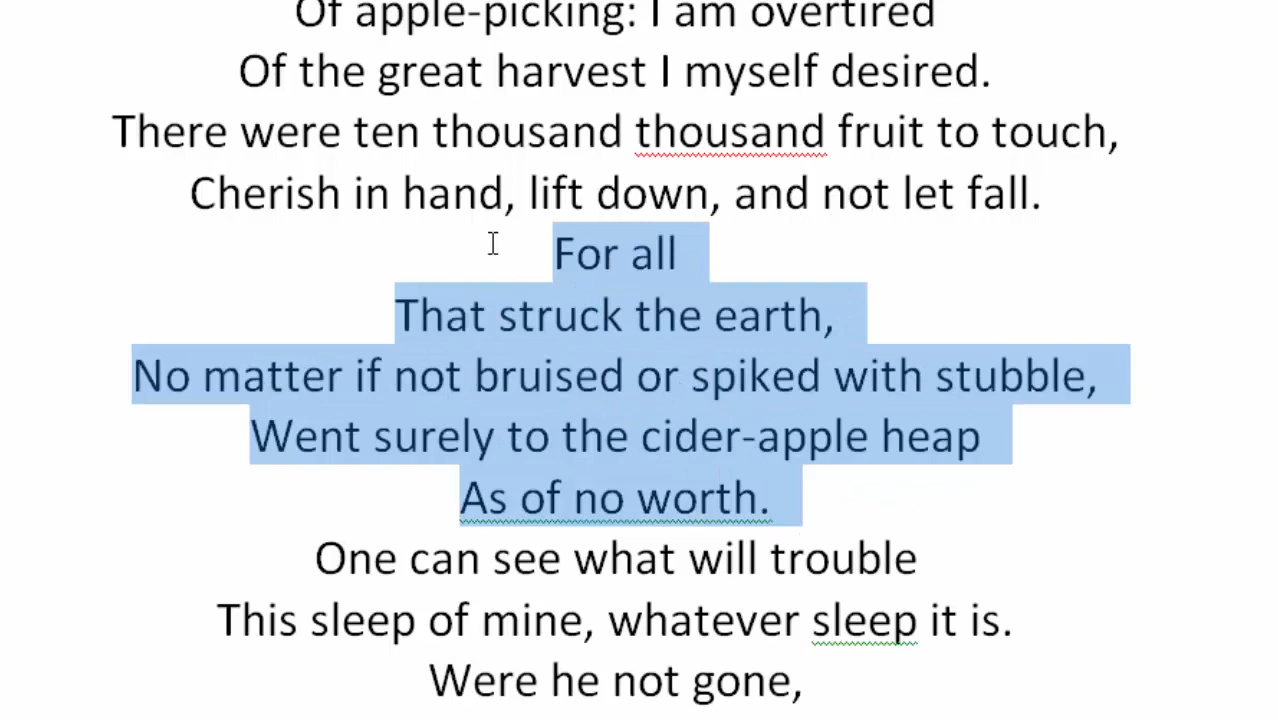 Of apple-picking: I am overtired
Of the great harvest I myself desired.
There were ten thousand thousand fruit to touch,
Cherish in hand, lift down, and not let fall.
For all
That struck the earth,
No matter if not bruised or spiked with stubble,
Went surely to the cider-apple heap
As of no worth.
One can see what will trouble
This sleep of mine, whatever sleep it is.
Were he not gone,